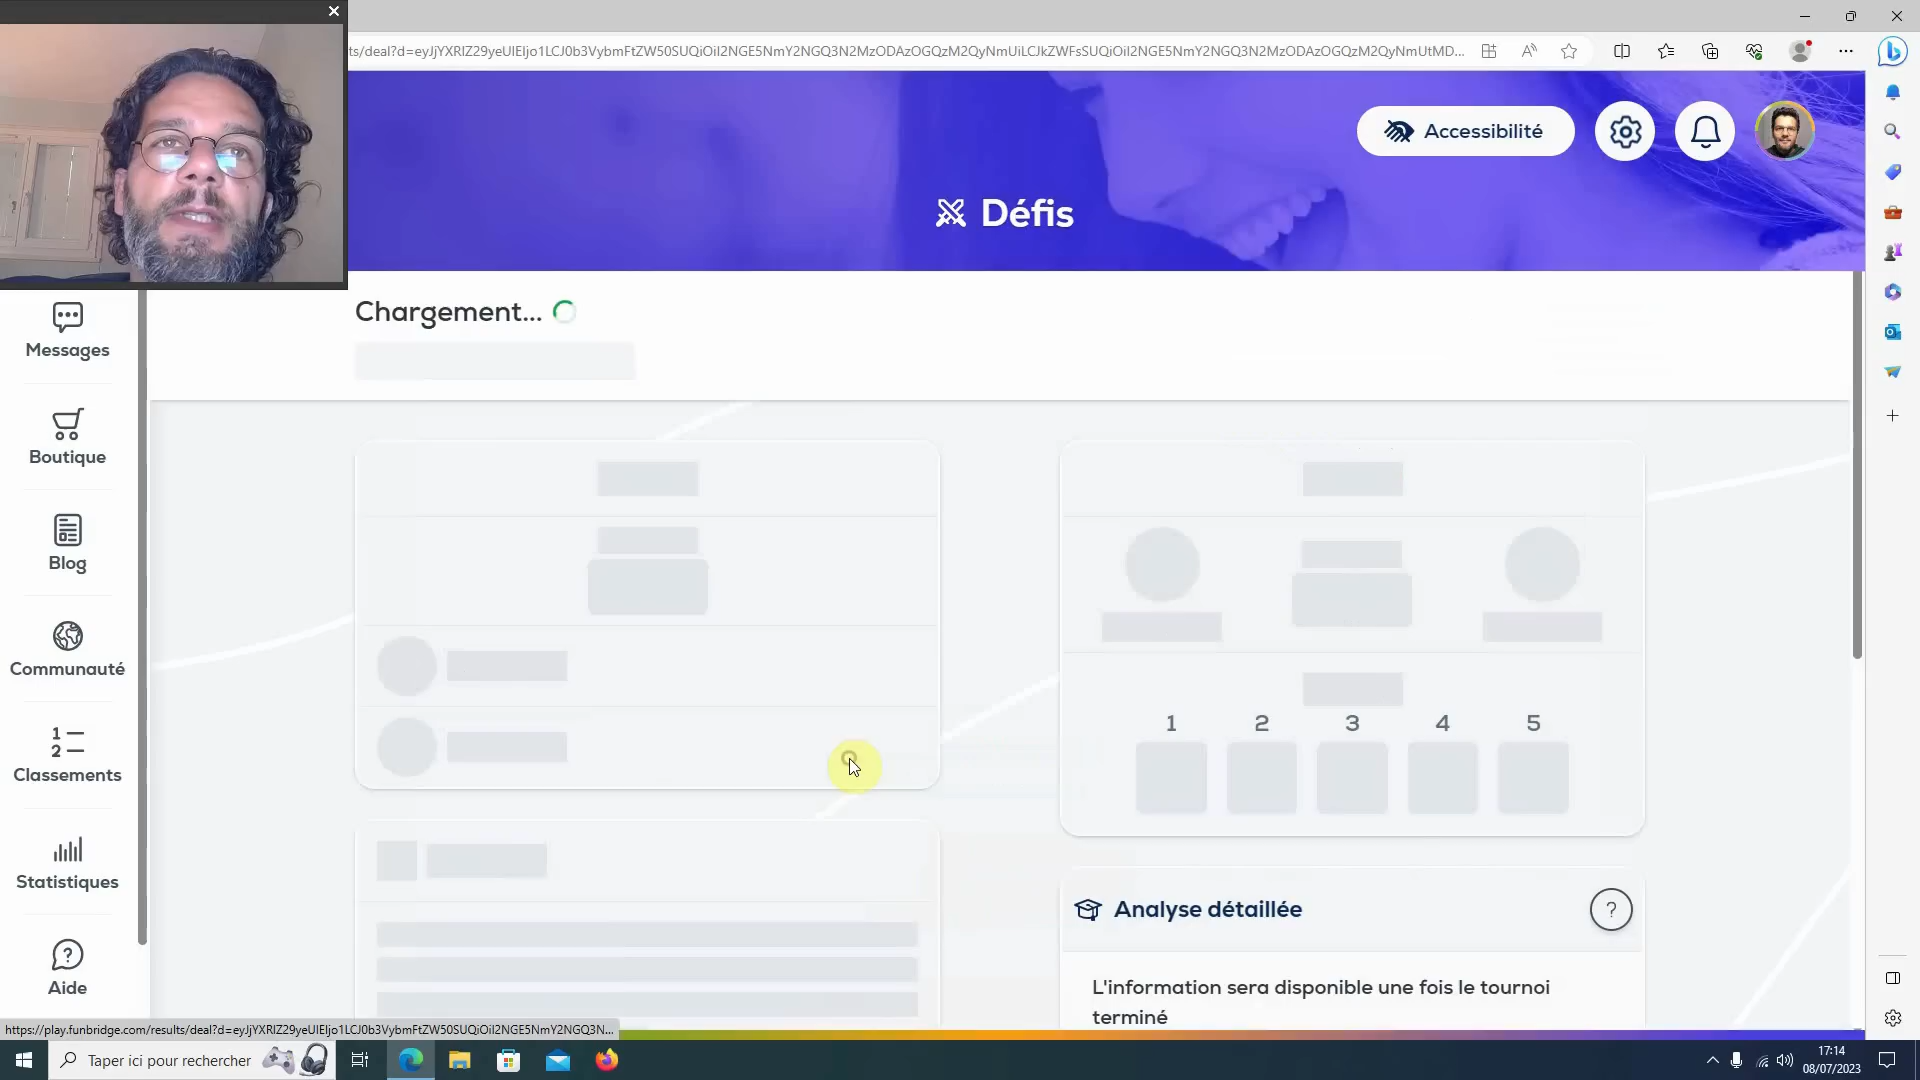 ts/deal?d=eyJjYXRlZ29yeUlEIjo1LCJ0b3VybmFtZW50SUQiOiI2NGE5NmY2NGQ3N2MzODAzOGQzM2QyNmUiLCJkZWFsSUQiOiI2NGE5NmY2NGQ3N2MzODAzOGQzM2QyNmUtMD...
Accessibilité
Défis
Chargement...
Messages
Boutique
Blog
Communauté
1
2
Classements
Statistiques
Aide
1 2 3 4 5
Analyse détaillée
?
L'information sera disponible une fois le tournoi
terminé
https://play.funbridge.com/results/deal?d=eyJjYXRlZ29yeUlEIjo1LCJ0b3VybmFtZW50SUQiOiI2NGE5NmY2NGQ3N...
Taper ici pour rechercher
17:14
08/07/2023